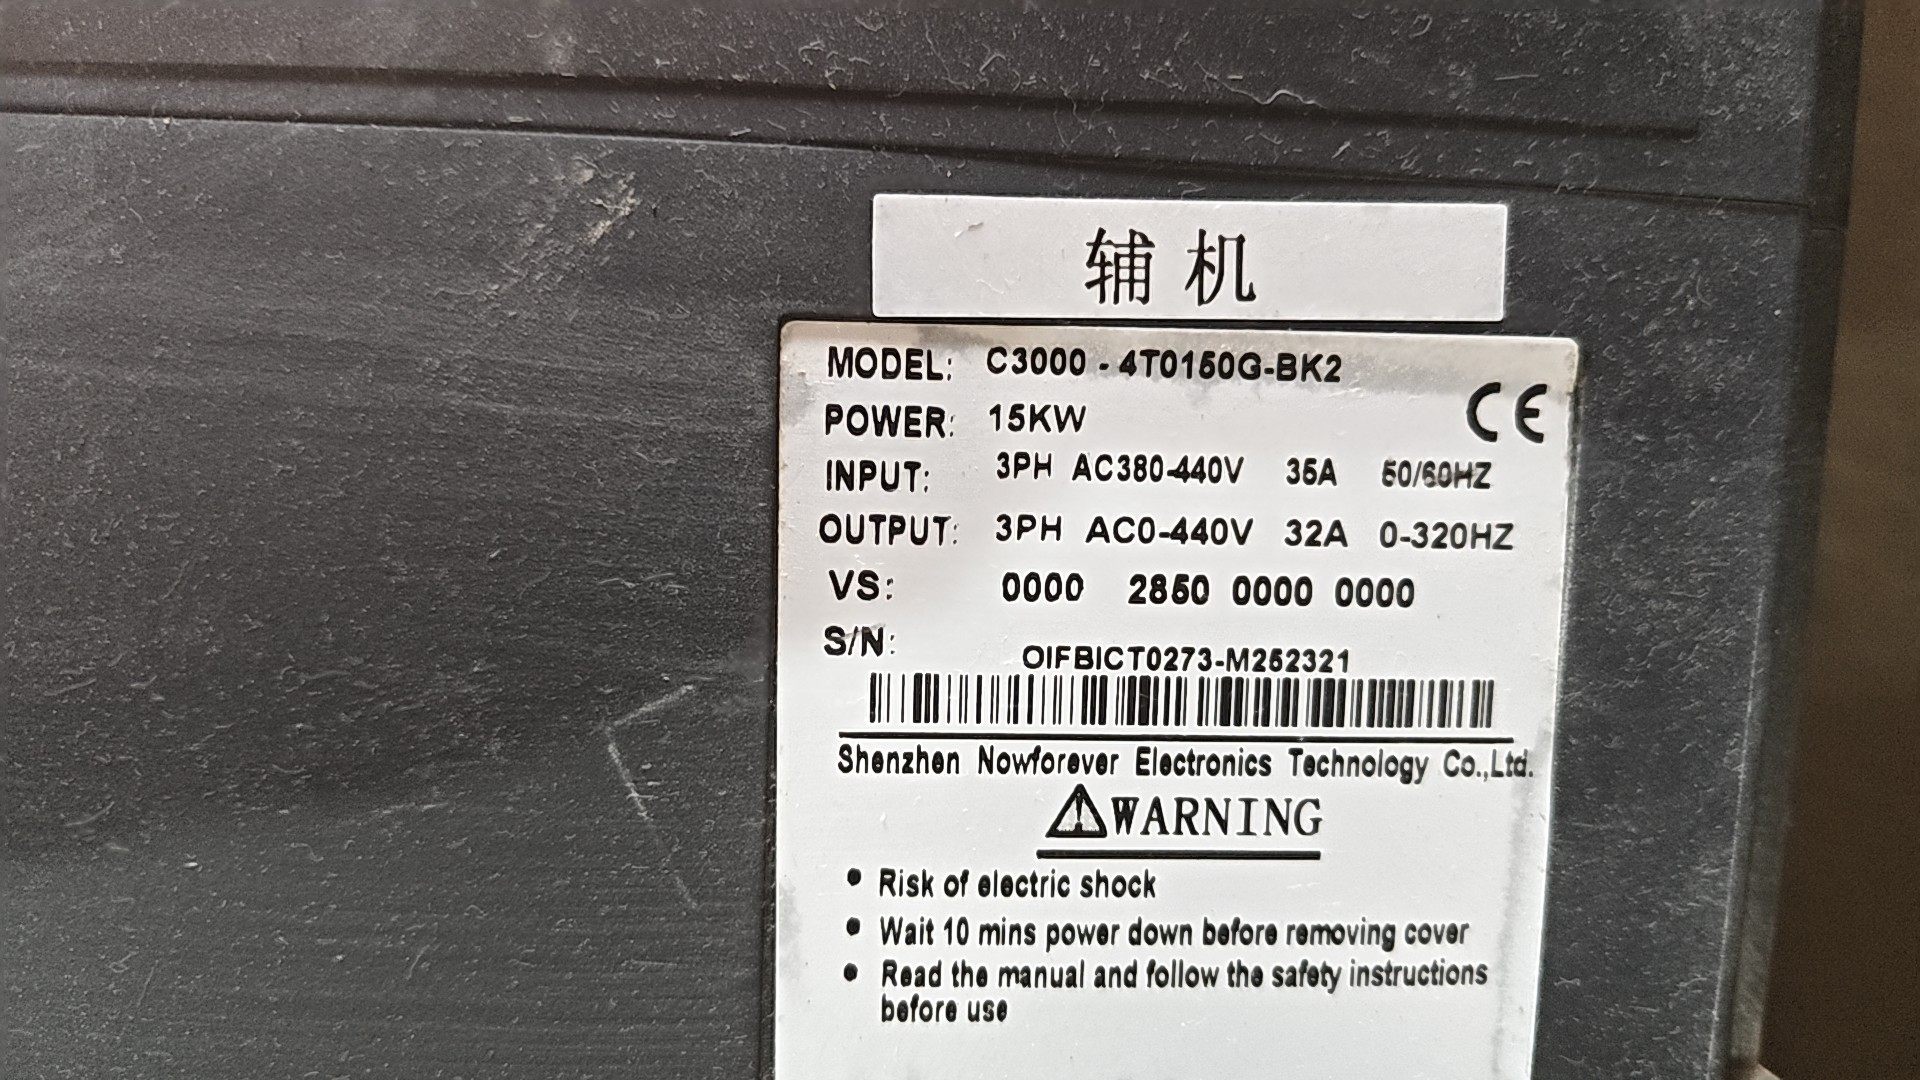 辅机
MODEL: C3000 - 4T0150G-BK2
CE
POWER: 15KW
INPUT: 3PH AC380-440V 35A 50/60HZ
OUTPUT: 3PH AC0-440V 32A 0-320HZ
VS: 0000 2850 0000 0000
S/N: OIFBICT0273-M252321
Shenzhen Nowforever Electronics Technology Co.,Ltd.
WARNING
• Risk of electric shock
• Wait 10 mins power down before removing cover
• Read the manual and follow the safety instructions
before use